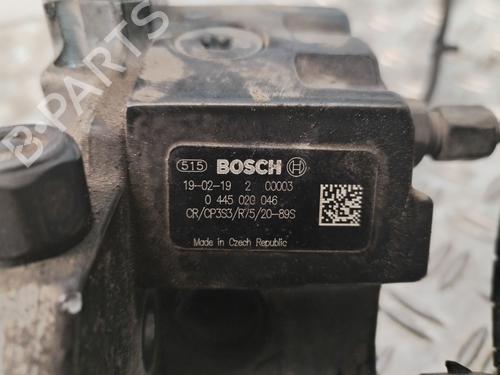 B-Parts
515 BOSCH
19-02-19 2 00003
0 445 020 046
CR/CP3S3/R75/20-89S
Made in Czech Republic